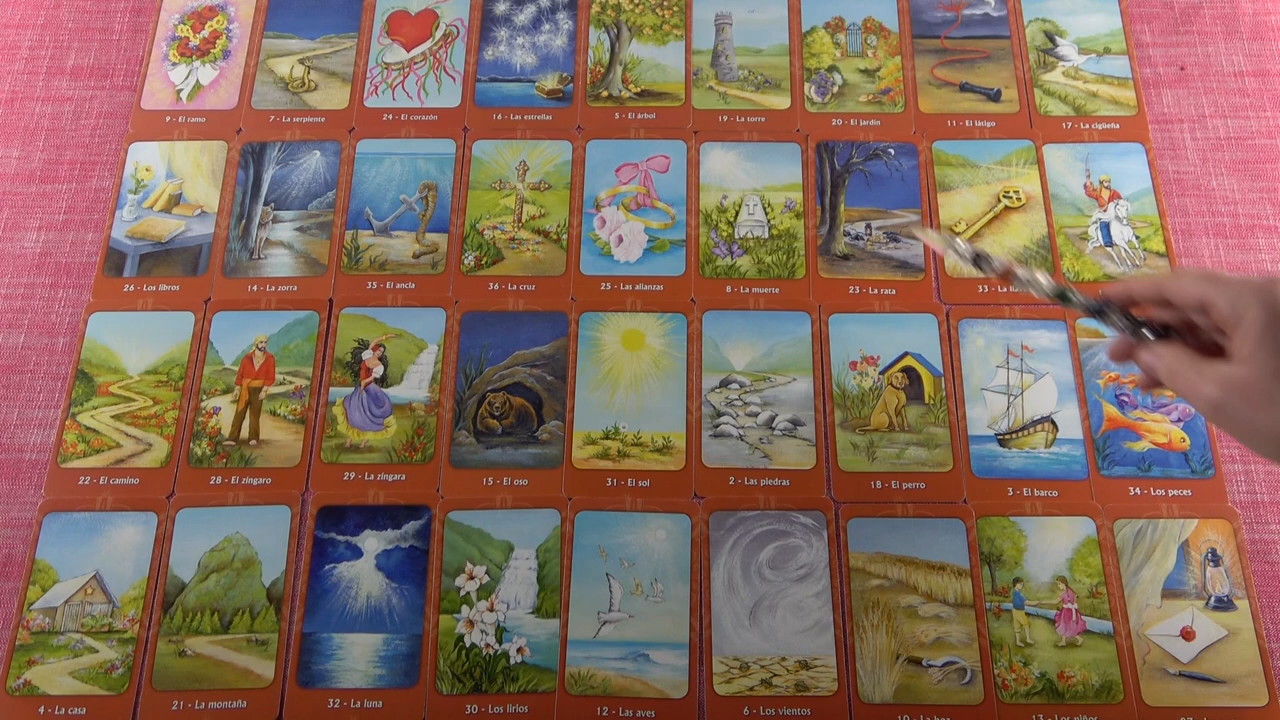 9 - El ramo
7 - La serpiente
24 - El corazón
16 - Las estrellas
5 - El árbol
19 - La torre
20 - El jardín
11 - El látigo
17 - La cigüeña
26 - Los libros
14 - La zorra
35 - El ancla
36 - La cruz
25 - Las alianzas
8 - La muerte
23 - La rata
33 - La
22 - El camino
28 - El zíngaro
29 - La zíngara
15 - El oso
31 - El sol
2 - Las piedras
18 - El perro
3 - El barco
34 - Los peces
4 - La casa
21 - La montaña
32 - La luna
30 - Los lirios
12 - Las aves
6 - Los vientos
10 - La hoz
13 - Los niños